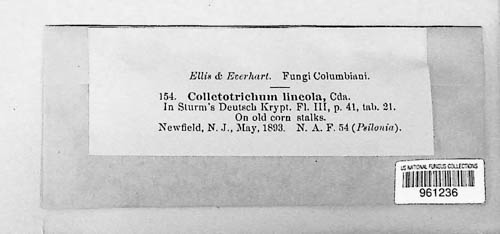 Ellis & Everhart. Fungi Columbiani.
154. Colletotrichum lineola, Cda.
In Sturm's Deutsch Krypt. Fl. III, p. 41, tab. 21.
On old corn stalks.
Newfield, N. J., May, 1893. N. A. F. 54 (Psilonia).
US NATIONAL FUNGUS COLLECTIONS
961236